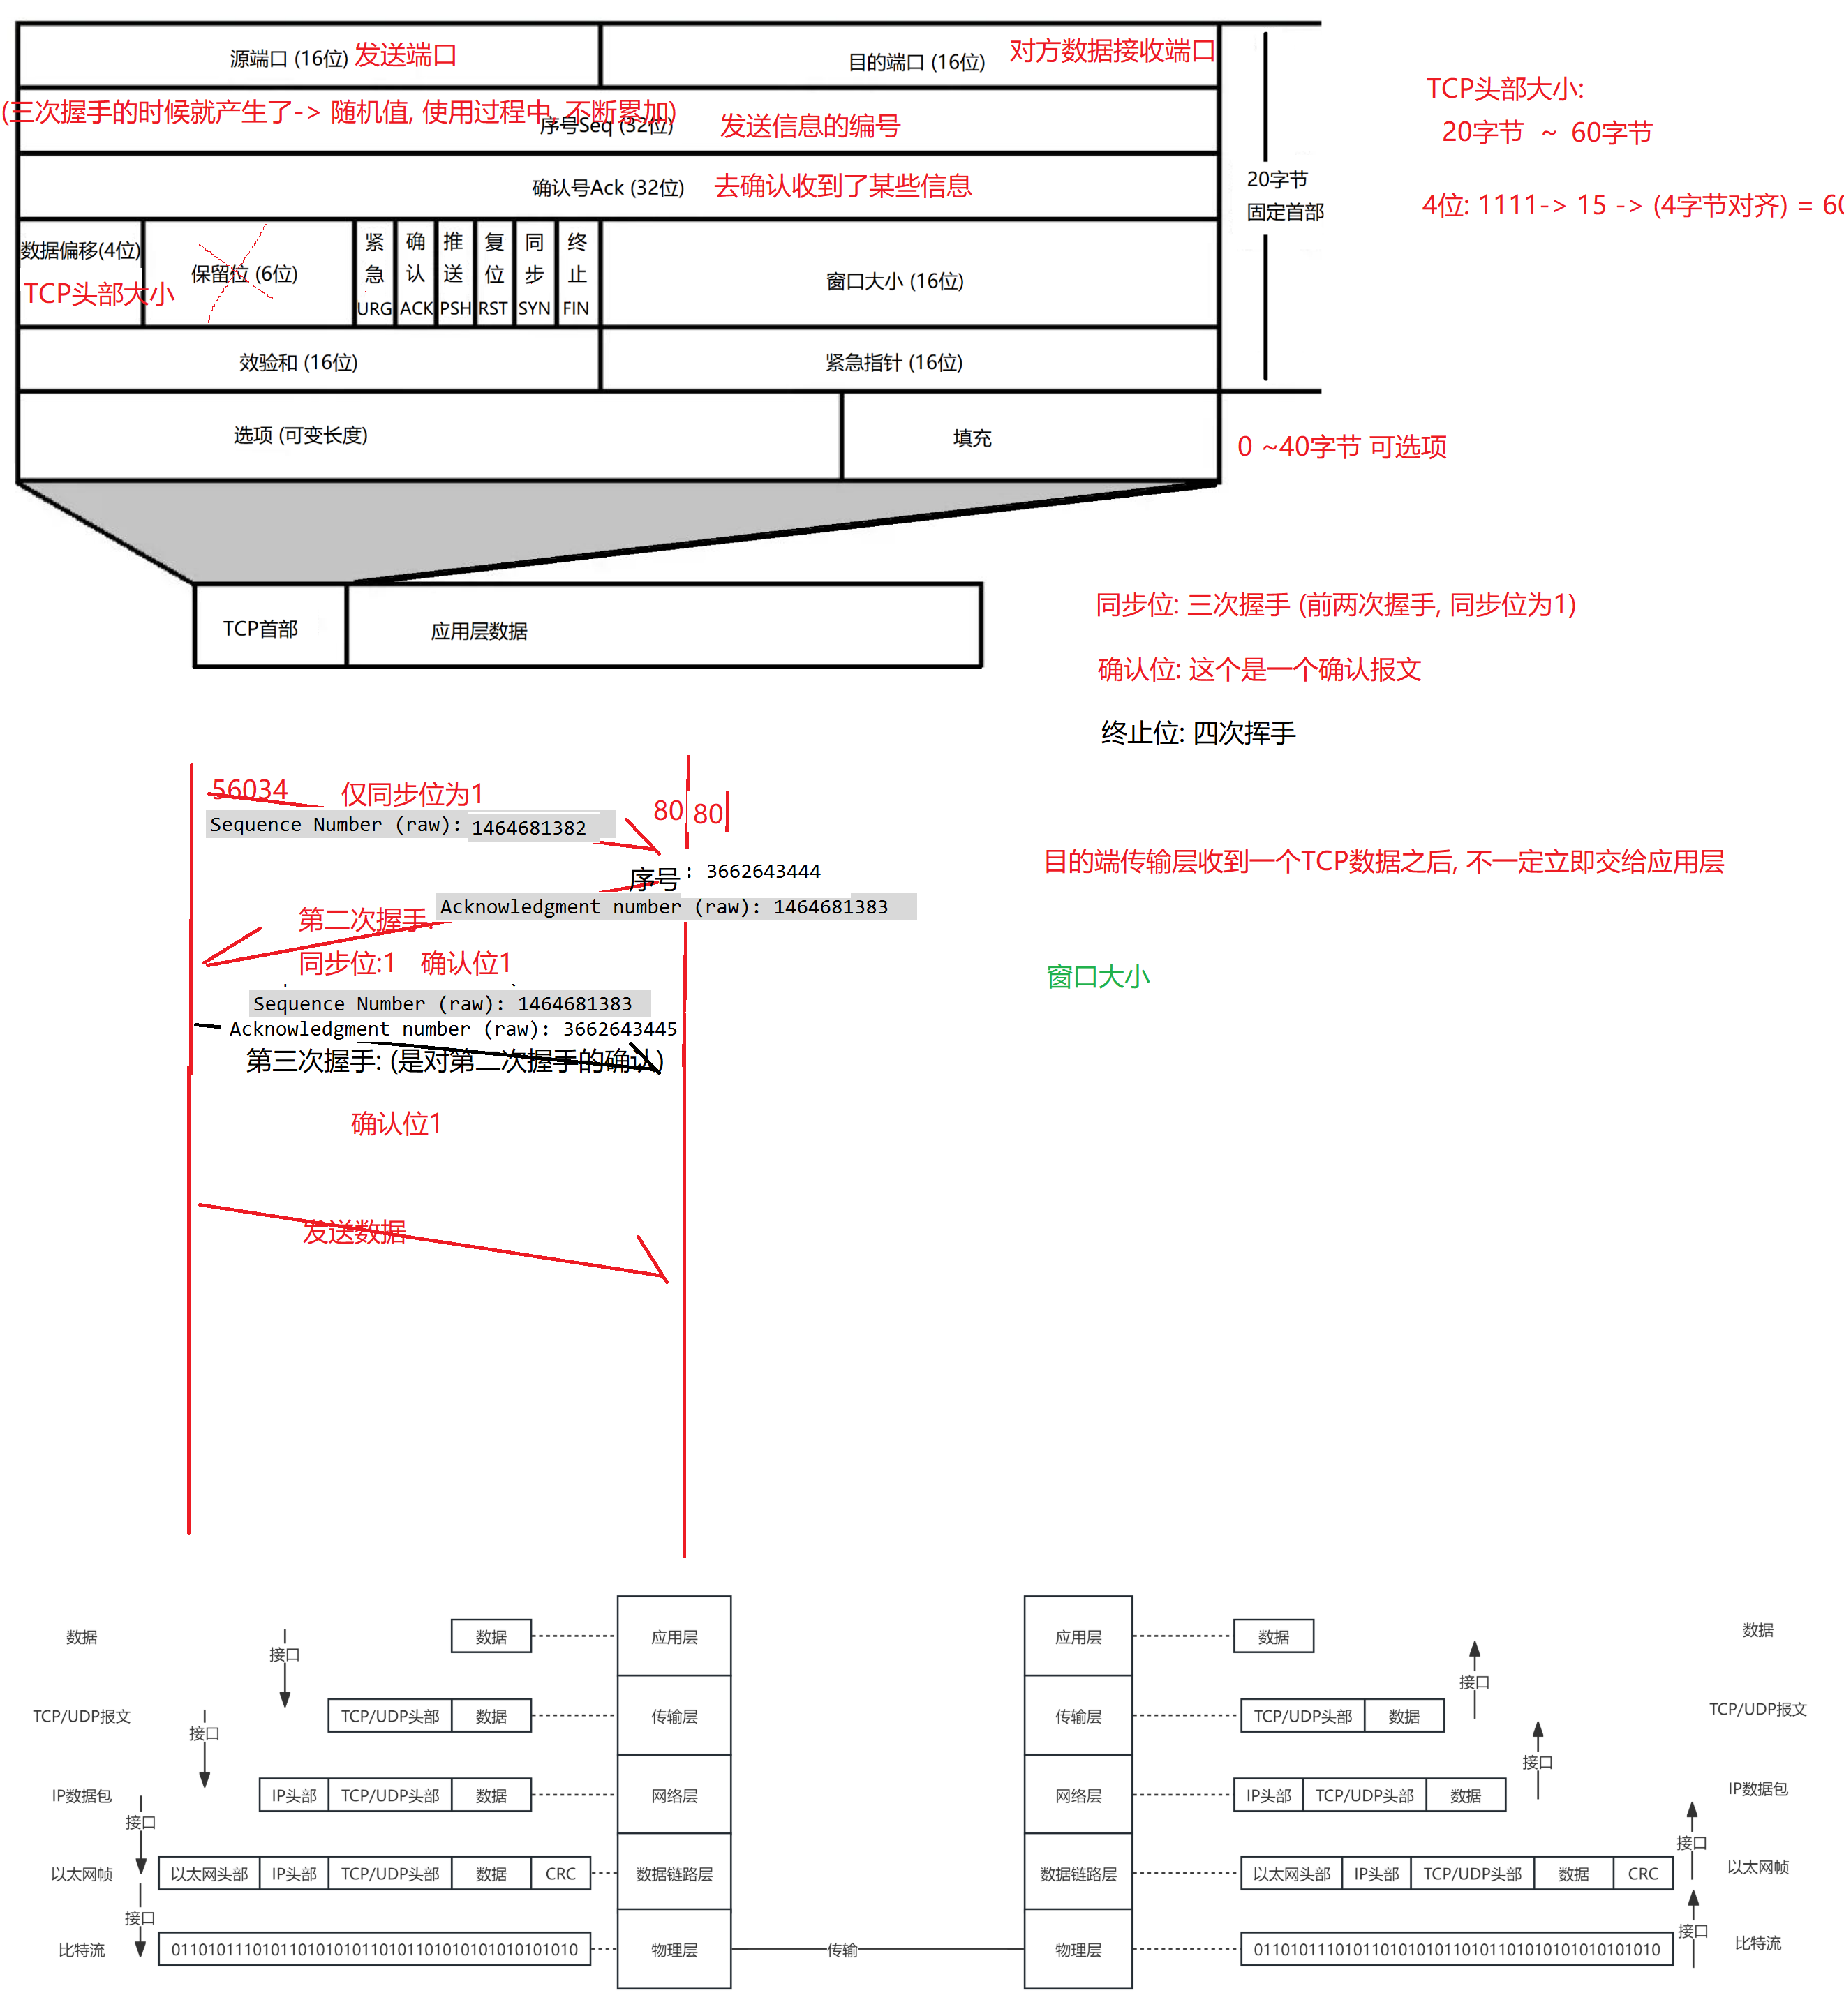 源端口 (16位) 发送端口
目的端口 (16位) 对方数据接收端口
(三次握手的时候就产生了-> 随机值, 使用过程中, 不断累加)
序号Seq (32位) 发送信息的编号
确认号Ack (32位) 去确认收到了某些信息
20字节
固定首部
TCP头部大小:
20字节 ~ 60字节
4位: 1111-> 15 -> (4字节对齐) = 60
数据偏移(4位)
TCP头部大小
保留位 (6位)
紧急 URG
确认 ACK
推送 PSH
复位 RST
同步 SYN
终止 FIN
窗口大小 (16位)
效验和 (16位)
紧急指针 (16位)
选项 (可变长度)
填充
0 ~40字节 可选项
TCP首部
应用层数据
同步位: 三次握手 (前两次握手, 同步位为1)
确认位: 这个是一个确认报文
终止位: 四次挥手
56034
仅同步位为1
80
80
Sequence Number (raw): 1464681382
序号 : 3662643444
Acknowledgment number (raw): 1464681383
第二次握手:
同步位:1 确认位1
Sequence Number (raw): 1464681383
Acknowledgment number (raw): 3662643445
第三次握手: (是对第二次握手的确认)
确认位1
发送数据
目的端传输层收到一个TCP数据之后, 不一定立即交给应用层
窗口大小
数据
接口
数据
应用层
应用层
数据
接口
数据
TCP/UDP报文
接口
TCP/UDP头部 数据
传输层
传输层
TCP/UDP头部 数据
接口
TCP/UDP报文
IP数据包
接口
IP头部 TCP/UDP头部 数据
网络层
网络层
IP头部 TCP/UDP头部 数据
接口
IP数据包
以太网帧
接口
以太网头部 IP头部 TCP/UDP头部 数据 CRC
数据链路层
数据链路层
以太网头部 IP头部 TCP/UDP头部 数据 CRC
接口
以太网帧
比特流
0110101110101101010101101011010101010101010
物理层
传输
物理层
0110101110101101010101101011010101010101010
比特流